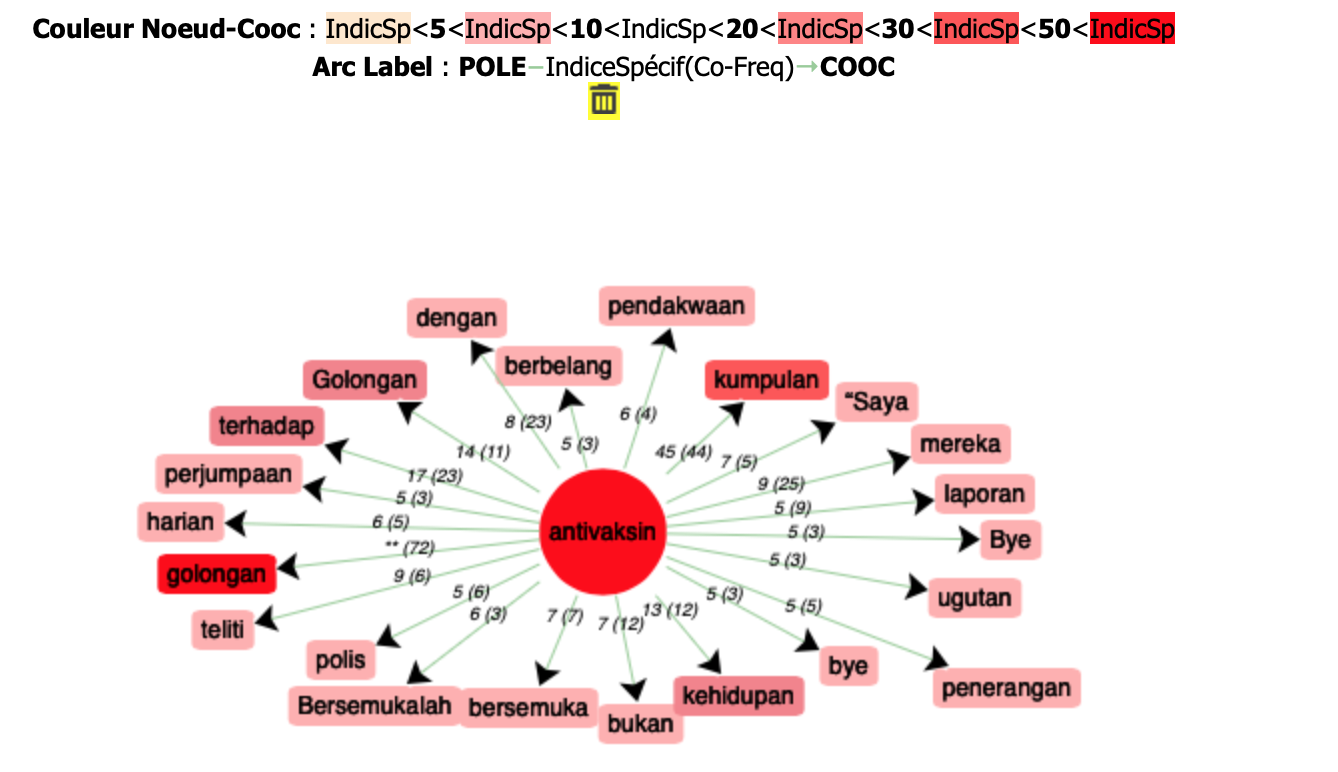 Couleur Noeud-Cooc : IndicSp<5<IndicSp<10<IndicSp<20<IndicSp<30<IndicSp<50<IndicSp
Arc Label : POLE−IndiceSpécif(Co-Freq)→COOC
pendakwaan
dengan
berbelang
Golongan
kumpulan
“Saya
terhadap
mereka
perjumpaan
laporan
harian
Bye
golongan
ugutan
teliti
polis
bye
penerangan
Bersemukalah
bersemuka
bukan
kehidupan
antivaksin
8 (23)
5 (3)
6 (4)
14 (11)
45 (44)
7 (5)
17 (23)
9 (25)
5 (3)
5 (9)
6 (5)
5 (3)
** (72)
5 (3)
9 (6)
5 (6)
5 (3)
5 (5)
6 (3)
7 (7)
7 (12)
13 (12)